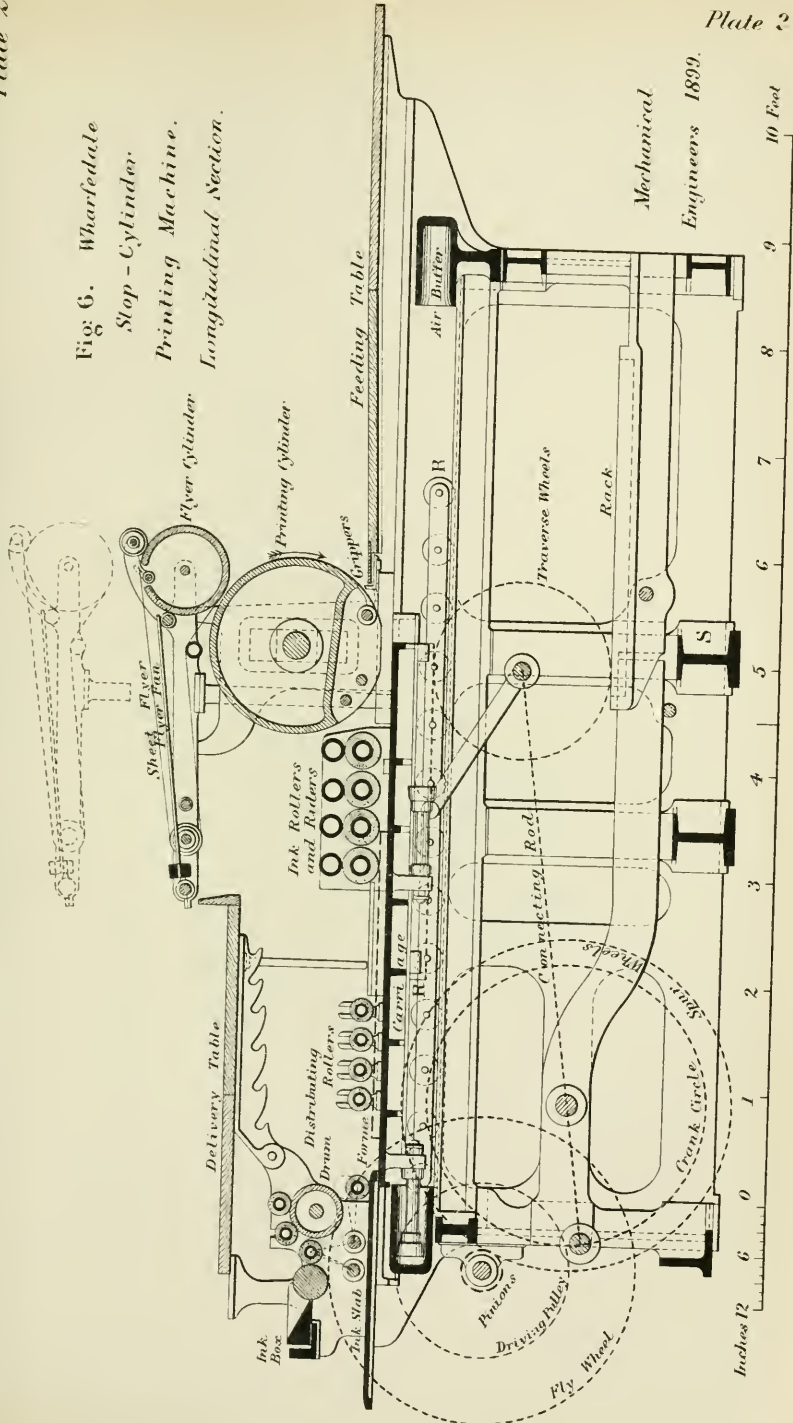 Plate 2
Fig: 6. Wharfedale
Stop-Cylinder
Printing Machine.
Longitudinal Section.
Mechanical
Engineers 1899.
Flyer Cylinder
Sheet Flyer
Flyer Fan
Printing Cylinder
Grippers
Feeding Table
Delivery Table
Ink Rollers
and Riders
Distributing
Rollers
Drum
Forme
Ink
Box
Ink Slab
Carriage
R
R
Air Buffer
Traverse Wheels
Rack
Connecting Rod
Spur Wheels
Crank Circle
Pinions
Driving Pulley
Fly Wheel
S
Inches 12 6 0 1 2 3 4 5 6 7 8 9 10 Feet